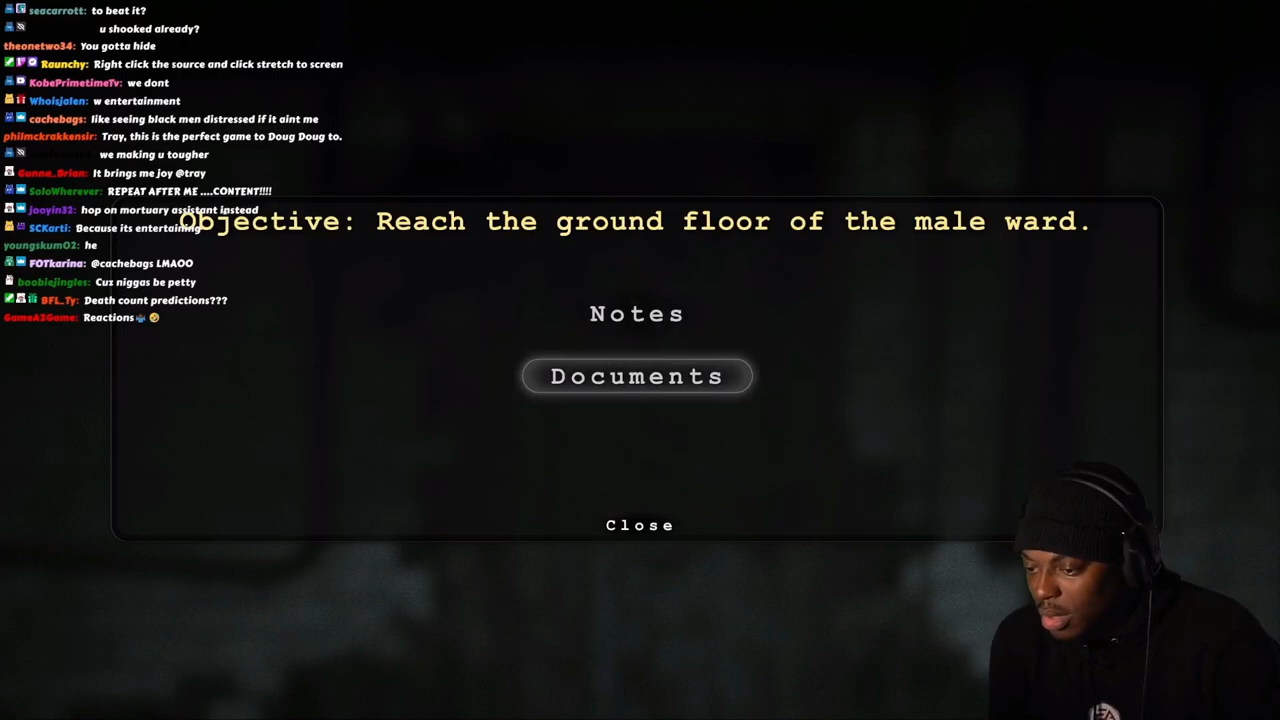 seacarrott: to beat it?
u shooked already?
theonetwo34: You gotta hide
Raunchy: Right click the source and click stretch to screen
KobePrimetimeTv: we dont
Whoisjalen: w entertainment
cachebags: like seeing black men distressed if it aint me
philmckrakkensir: Tray, this is the perfect game to Doug Doug to.
we making u tougher
Gunna_Brian: It brings me joy @tray
SoloWharever: REPEAT AFTER ME ....CONTENT!!!!
jooyin32: hop on mortuary assistant instead
SCKarti: Because its entertaining
youngskum02: he
FOTkarina: @cachebags LMAOO
boobiejingles: Cuz niggas be petty
BFL_Ty: Death count predictions???
GameA3Game: Reactions
Objective: Reach the ground floor of the male ward.
Notes
Documents
Close